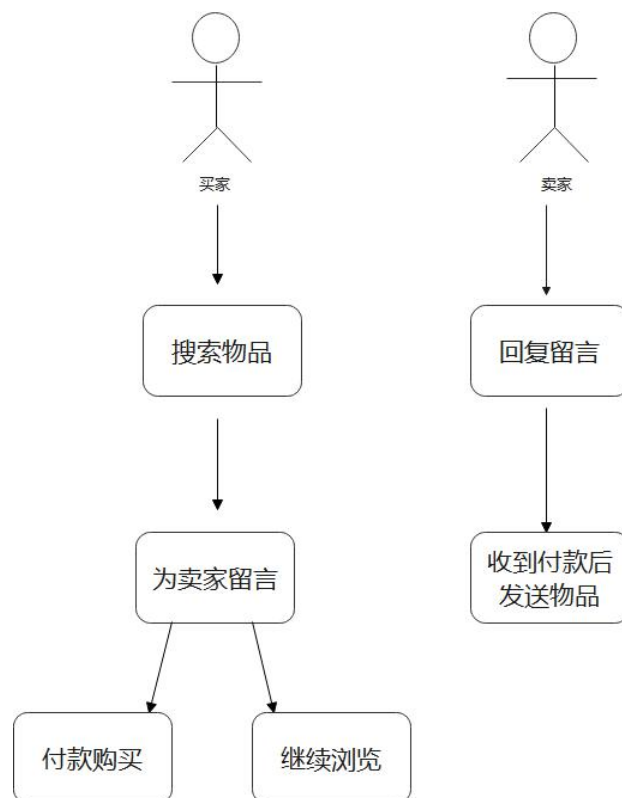 买家
卖家
搜索物品
回复留言
为卖家留言
收到付款后
发送物品
付款购买
继续浏览